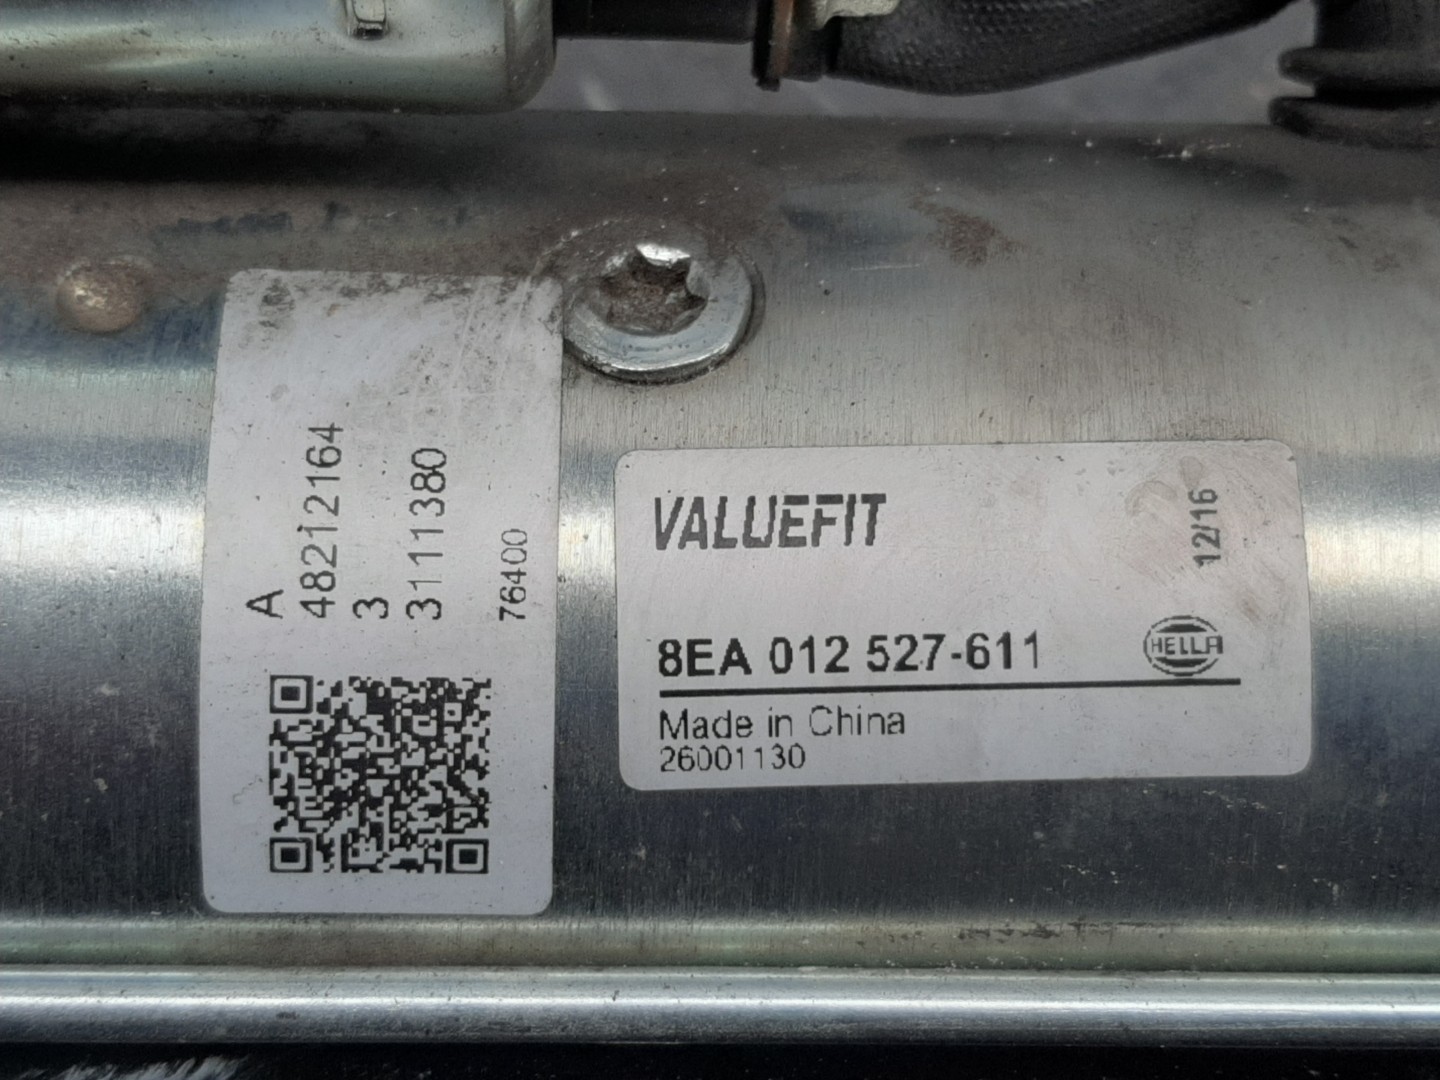 A
48212164
3
3111380
76400
VALUEFIT
12/16
8EA 012 527-611
HELLA
Made in China
26001130